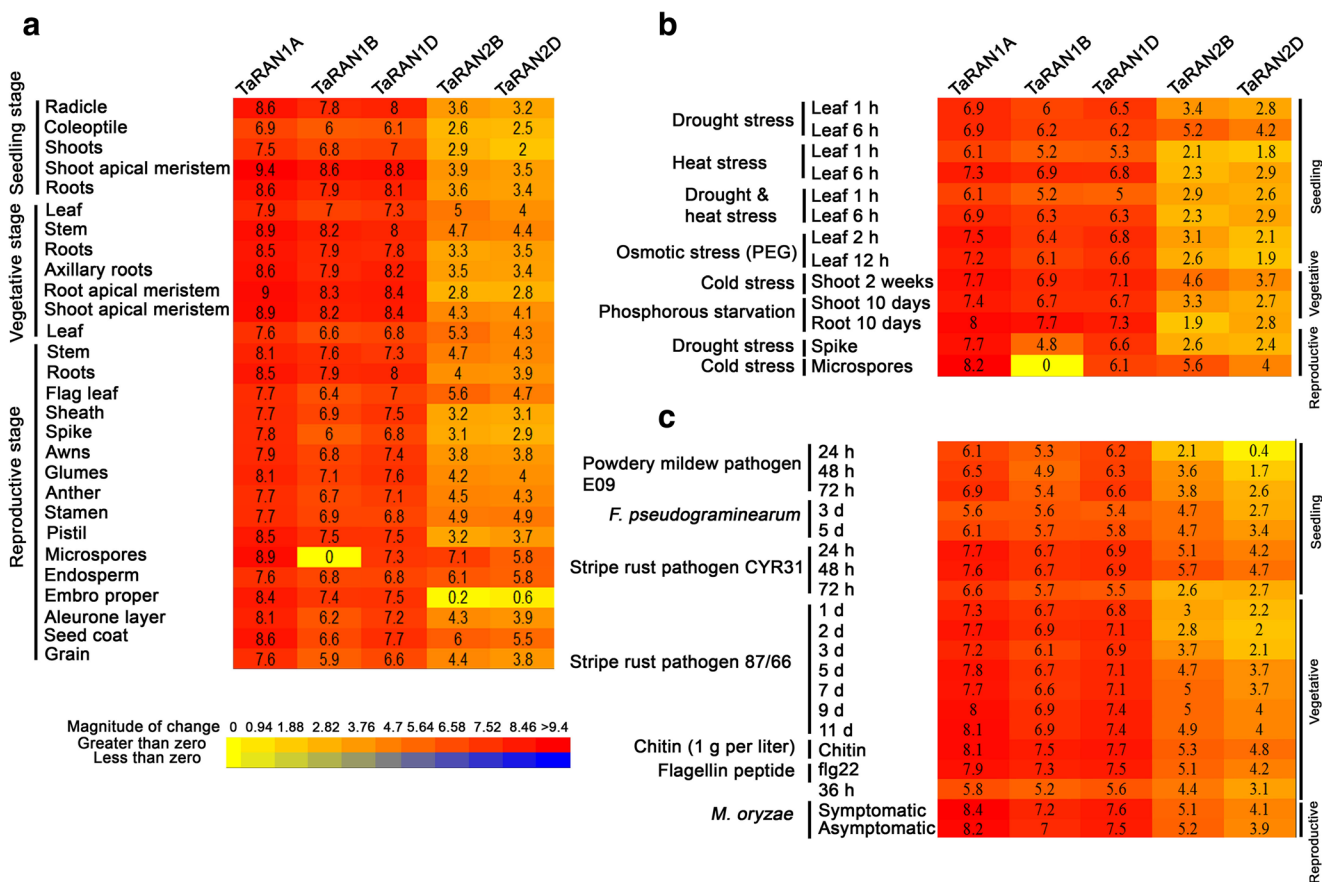 a
TaRAN1A TaRAN1B TaRAN1D TaRAN2B TaRAN2D
Seedling stage
Radicle 8.6 7.8 8 3.6 3.2
Coleoptile 6.9 6 6.1 2.6 2.5
Shoots 7.5 6.8 7 2.9 2
Shoot apical meristem 9.4 8.6 8.8 3.9 3.5
Roots 8.6 7.9 8.1 3.6 3.4
Vegetative stage
Leaf 7.9 7 7.3 5 4
Stem 8.9 8.2 8 4.7 4.4
Roots 8.5 7.9 7.8 3.3 3.5
Axillary roots 8.6 7.9 8.2 3.5 3.4
Root apical meristem 9 8.3 8.4 2.8 2.8
Shoot apical meristem 8.9 8.2 8.4 4.3 4.1
Leaf 7.6 6.6 6.8 5.3 4.3
Reproductive stage
Stem 8.1 7.6 7.3 4.7 4.3
Roots 8.5 7.9 8 4 3.9
Flag leaf 7.7 6.4 7 5.6 4.7
Sheath 7.7 6.9 7.5 3.2 3.1
Spike 7.8 6 6.8 3.1 2.9
Awns 7.9 6.8 7.4 3.8 3.8
Glumes 8.1 7.1 7.6 4.2 4
Anther 7.7 6.7 7.1 4.5 4.3
Stamen 7.7 6.9 6.8 4.9 4.9
Pistil 8.5 7.5 7.5 3.2 3.7
Microspores 8.9 0 7.3 7.1 5.8
Endosperm 7.6 6.8 6.8 6.1 5.8
Embro proper 8.4 7.4 7.5 0.2 0.6
Aleurone layer 8.1 6.2 7.2 4.3 3.9
Seed coat 8.6 6.6 7.7 6 5.5
Grain 7.6 5.9 6.6 4.4 3.8
Magnitude of change 0 0.94 1.88 2.82 3.76 4.7 5.64 6.58 7.52 8.46 >9.4
Greater than zero
Less than zero
b
TaRAN1A TaRAN1B TaRAN1D TaRAN2B TaRAN2D
Drought stress
Leaf 1 h 6.9 6 6.5 3.4 2.8
Leaf 6 h 6.9 6.2 6.2 5.2 4.2
Heat stress
Leaf 1 h 6.1 5.2 5.3 2.1 1.8
Leaf 6 h 7.3 6.9 6.8 2.3 2.9
Drought &
heat stress
Leaf 1 h 6.1 5.2 5 2.9 2.6
Leaf 6 h 6.9 6.3 6.3 2.3 2.9
Osmotic stress (PEG)
Leaf 2 h 7.5 6.4 6.8 3.1 2.1
Leaf 12 h 7.2 6.1 6.6 2.6 1.9
Cold stress Shoot 2 weeks 7.7 6.9 7.1 4.6 3.7
Phosphorous starvation
Shoot 10 days 7.4 6.7 6.7 3.3 2.7
Root 10 days 8 7.7 7.3 1.9 2.8
Drought stress Spike 7.7 4.8 6.6 2.6 2.4
Cold stress Microspores 8.2 0 6.1 5.6 4
Seedling
Vegetative
Reproductive
c
Powdery mildew pathogen
E09
24 h 6.1 5.3 6.2 2.1 0.4
48 h 6.5 4.9 6.3 3.6 1.7
72 h 6.9 5.4 6.6 3.8 2.6
F. pseudograminearum
3 d 5.6 5.6 5.4 4.7 2.7
5 d 6.1 5.7 5.8 4.7 3.4
Stripe rust pathogen CYR31
24 h 7.7 6.7 6.9 5.1 4.2
48 h 7.6 6.7 6.9 5.7 4.7
72 h 6.6 5.7 5.5 2.6 2.7
Stripe rust pathogen 87/66
1 d 7.3 6.7 6.8 3 2.2
2 d 7.7 6.9 7.1 2.8 2
3 d 7.2 6.1 6.9 3.7 2.1
5 d 7.8 6.7 7.1 4.7 3.7
7 d 7.7 6.6 7.1 5 3.7
9 d 8 6.9 7.4 5 4
11 d 8.1 6.9 7.4 4.9 4
Chitin (1 g per liter) Chitin 8.1 7.5 7.7 5.3 4.8
Flagellin peptide flg22 7.9 7.3 7.5 5.1 4.2
36 h 5.8 5.2 5.6 4.4 3.1
M. oryzae
Symptomatic 8.4 7.2 7.6 5.1 4.1
Asymptomatic 8.2 7 7.5 5.2 3.9
Seedling
Vegetative
Reproductive